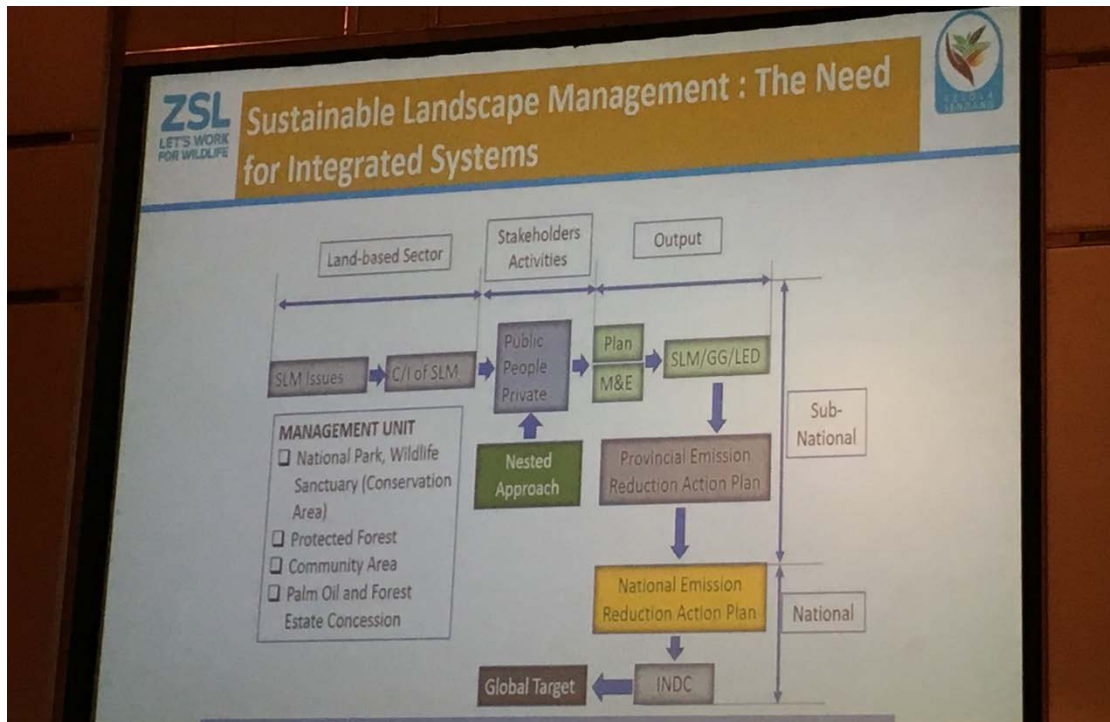 ZSL
LET'S WORK
FOR WILDLIFE
Sustainable Landscape Management : The Need
for Integrated Systems
Land-based Sector
Stakeholders
Activities
Output
SLM Issues
C/I of SLM
Public
People
Private
Plan
M&E
SLM/GG/LED
Sub-
National
MANAGEMENT UNIT
❑ National Park, Wildlife
Sanctuary (Conservation
Area)
❑ Protected Forest
❑ Community Area
❑ Palm Oil and Forest
Estate Concession
Nested
Approach
Provincial Emission
Reduction Action Plan
National Emission
Reduction Action Plan
National
Global Target
INDC